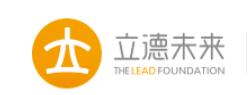 立德未来
THE LEAD FOUNDATION